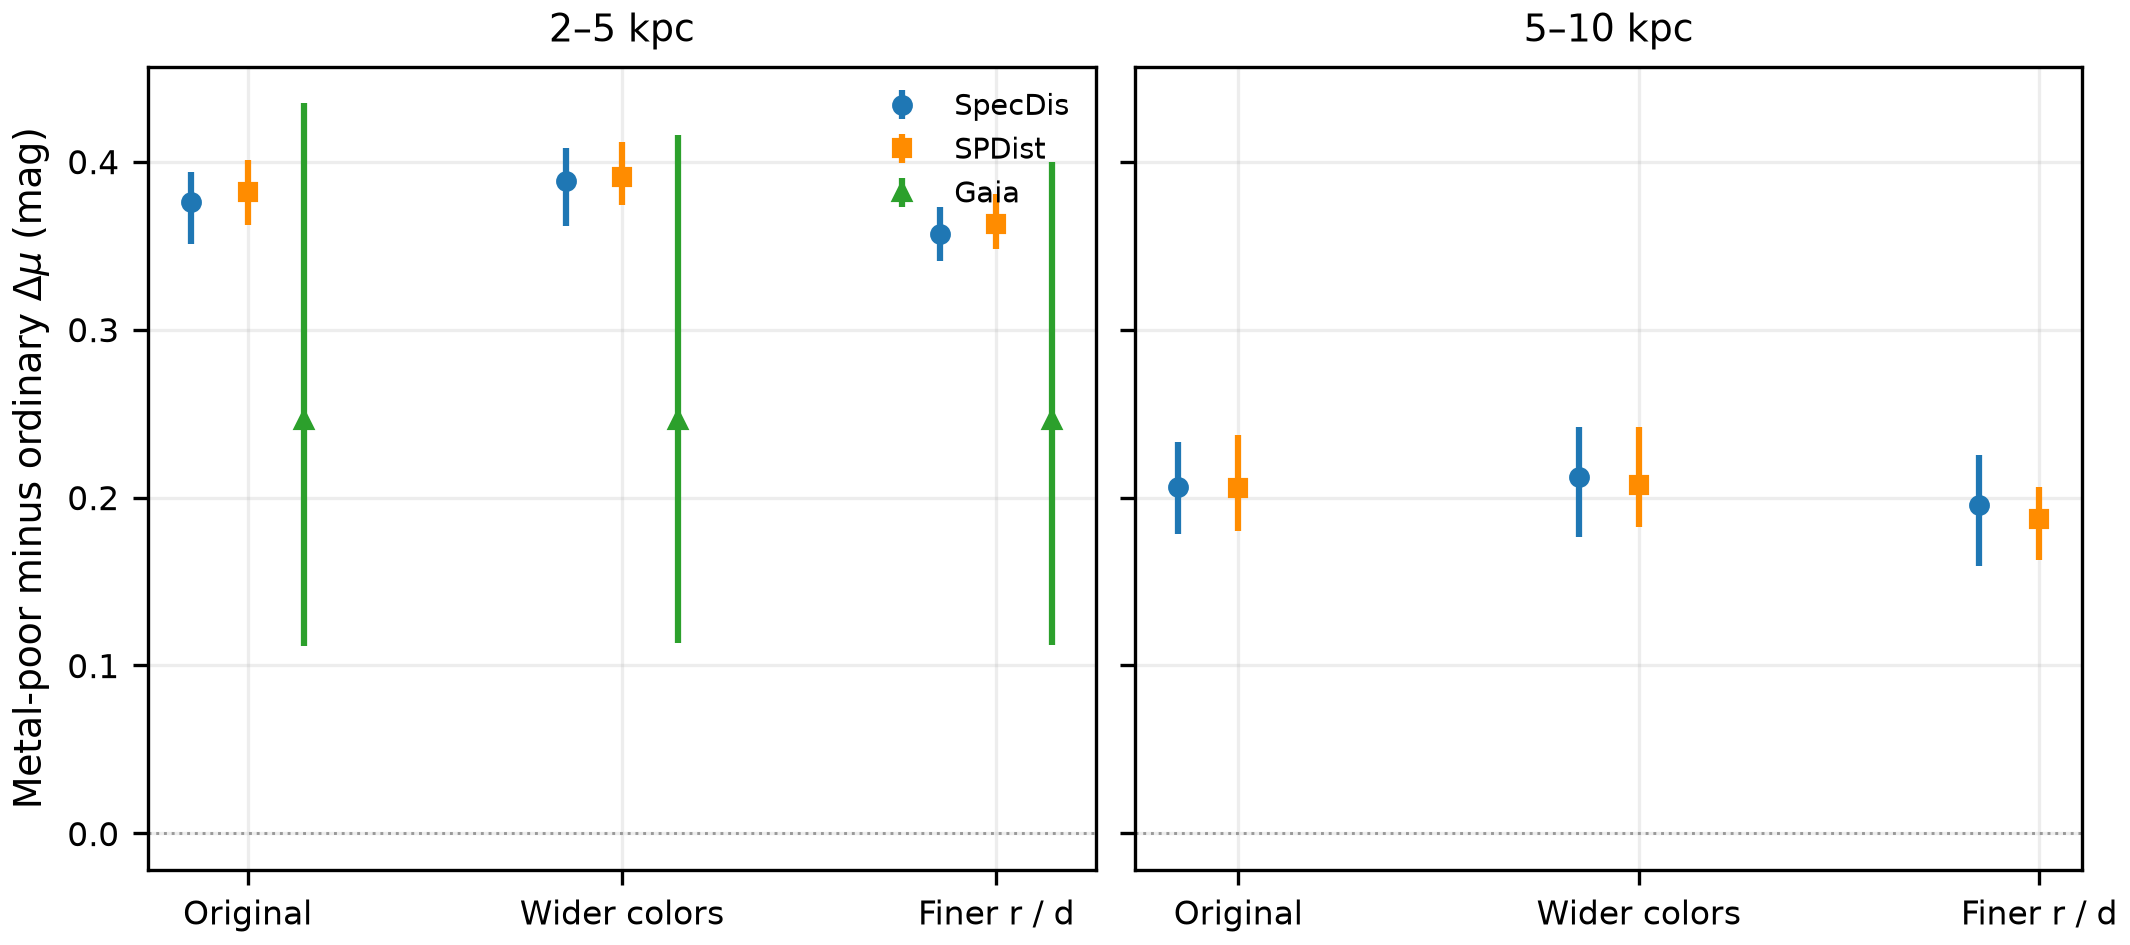 2–5 kpc
5–10 kpc
Metal-poor minus ordinary Δμ (mag)
0.4
0.3
0.2
0.1
0.0
SpecDis
SPDist
Gaia
Original
Wider colors
Finer r / d
Original
Wider colors
Finer r / d